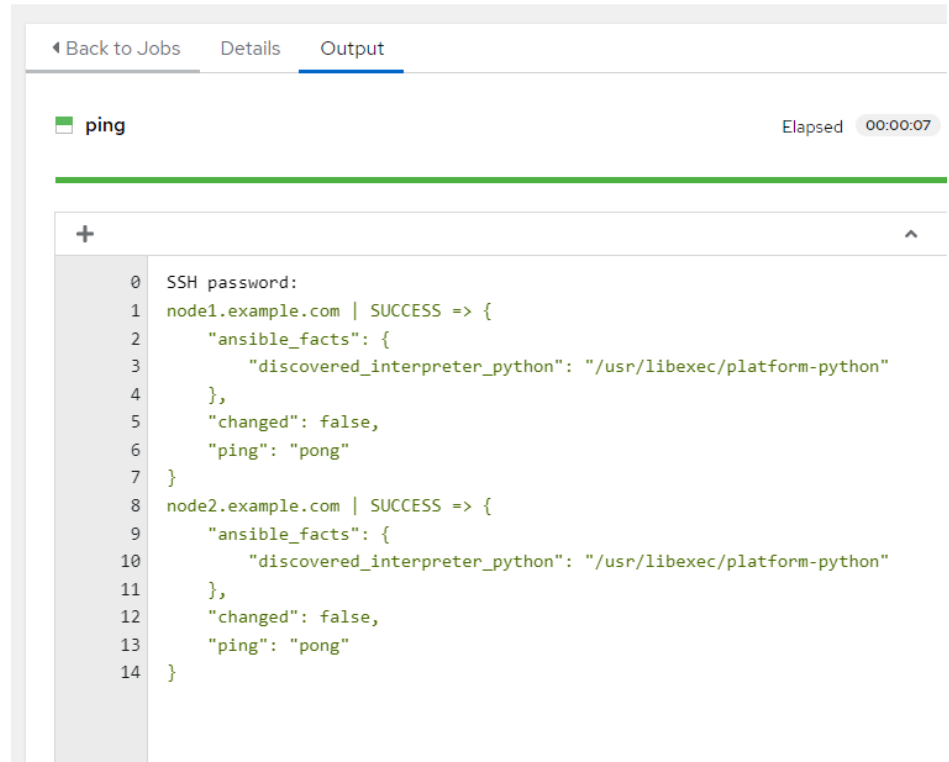 Back to Jobs Details Output
ping Elapsed 00:00:07
0 SSH password:
1 node1.example.com | SUCCESS => {
2     "ansible_facts": {
3         "discovered_interpreter_python": "/usr/libexec/platform-python"
4     },
5     "changed": false,
6     "ping": "pong"
7 }
8 node2.example.com | SUCCESS => {
9     "ansible_facts": {
10         "discovered_interpreter_python": "/usr/libexec/platform-python"
11     },
12     "changed": false,
13     "ping": "pong"
14 }